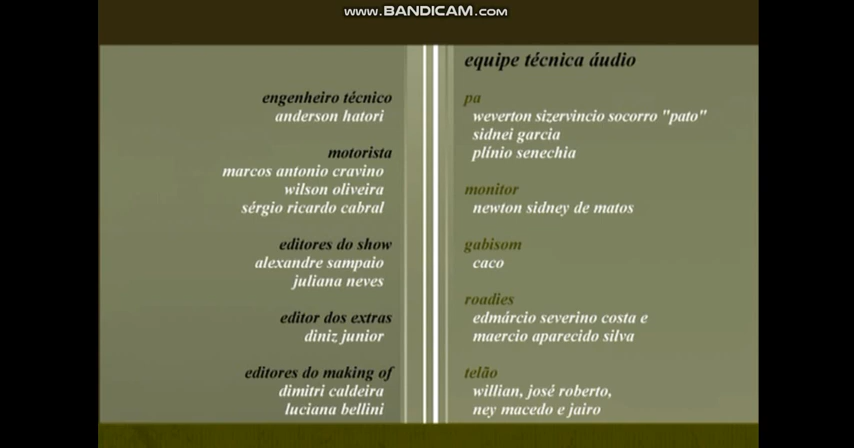 www.BANDICAM.com
engenheiro técnico
anderson hatori
motorista
marcos antonio cravino
wilson oliveira
sérgio ricardo cabral
editores do show
alexandre sampaio
juliana neves
editor dos extras
diniz junior
editores do making of
dimitri caldeira
luciana bellini
equipe técnica áudio
pa
weverton sizervincio socorro "pato"
sidnei garcia
plínio senechia
monitor
newton sidney de matos
gabisom
caco
roadies
edmárcio severino costa e
maercio aparecido silva
telão
willian, josé roberto,
ney macedo e jairo